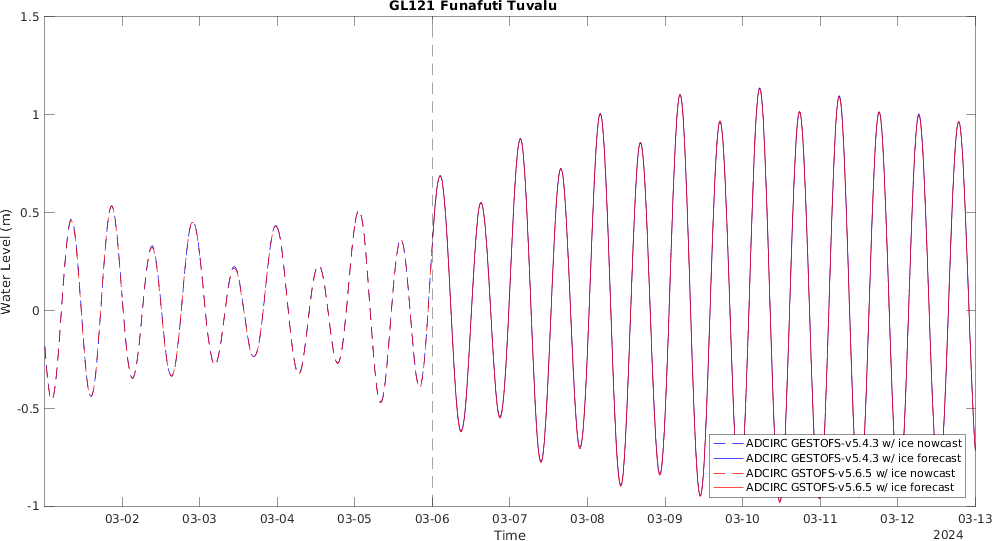 GL121 Funafuti Tuvalu
1.5
1
0.5
0
-0.5
-1
Water Level (m)
ADCIRC GESTOFS-v5.4.3 w/ ice nowcast
ADCIRC GESTOFS-v5.4.3 w/ ice forecast
ADCIRC GSTOFS-v5.6.5 w/ ice nowcast
ADCIRC GSTOFS-v5.6.5 w/ ice forecast
03-02 03-03 03-04 03-05 03-06 03-07 03-08 03-09 03-10 03-11 03-12 03-13
Time
2024